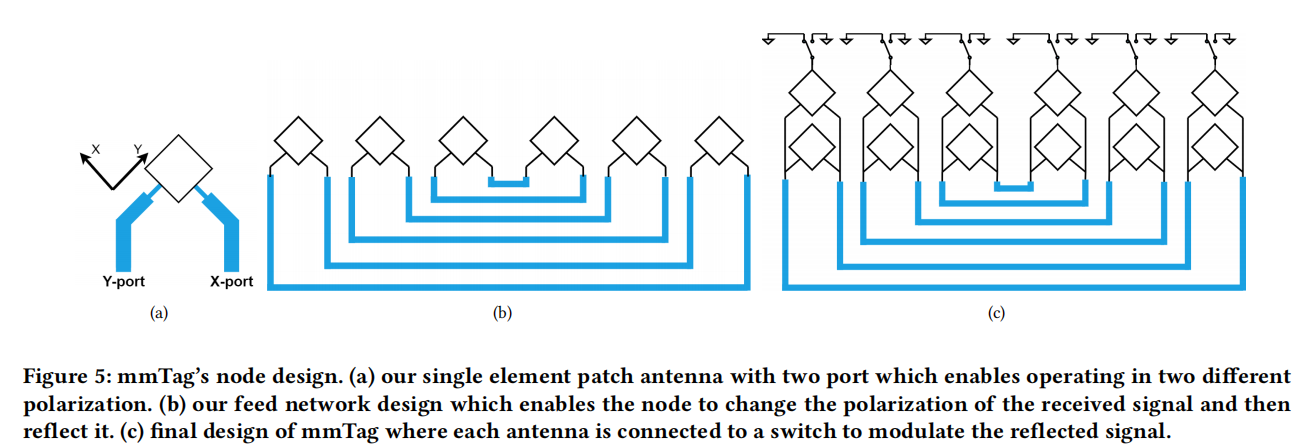 X
Y
Y-port
X-port
(a)
(b)
(c)
Figure 5: mmTag’s node design. (a) our single element patch antenna with two port which enables operating in two different
polarization. (b) our feed network design which enables the node to change the polarization of the received signal and then
reflect it. (c) final design of mmTag where each antenna is connected to a switch to modulate the reflected signal.